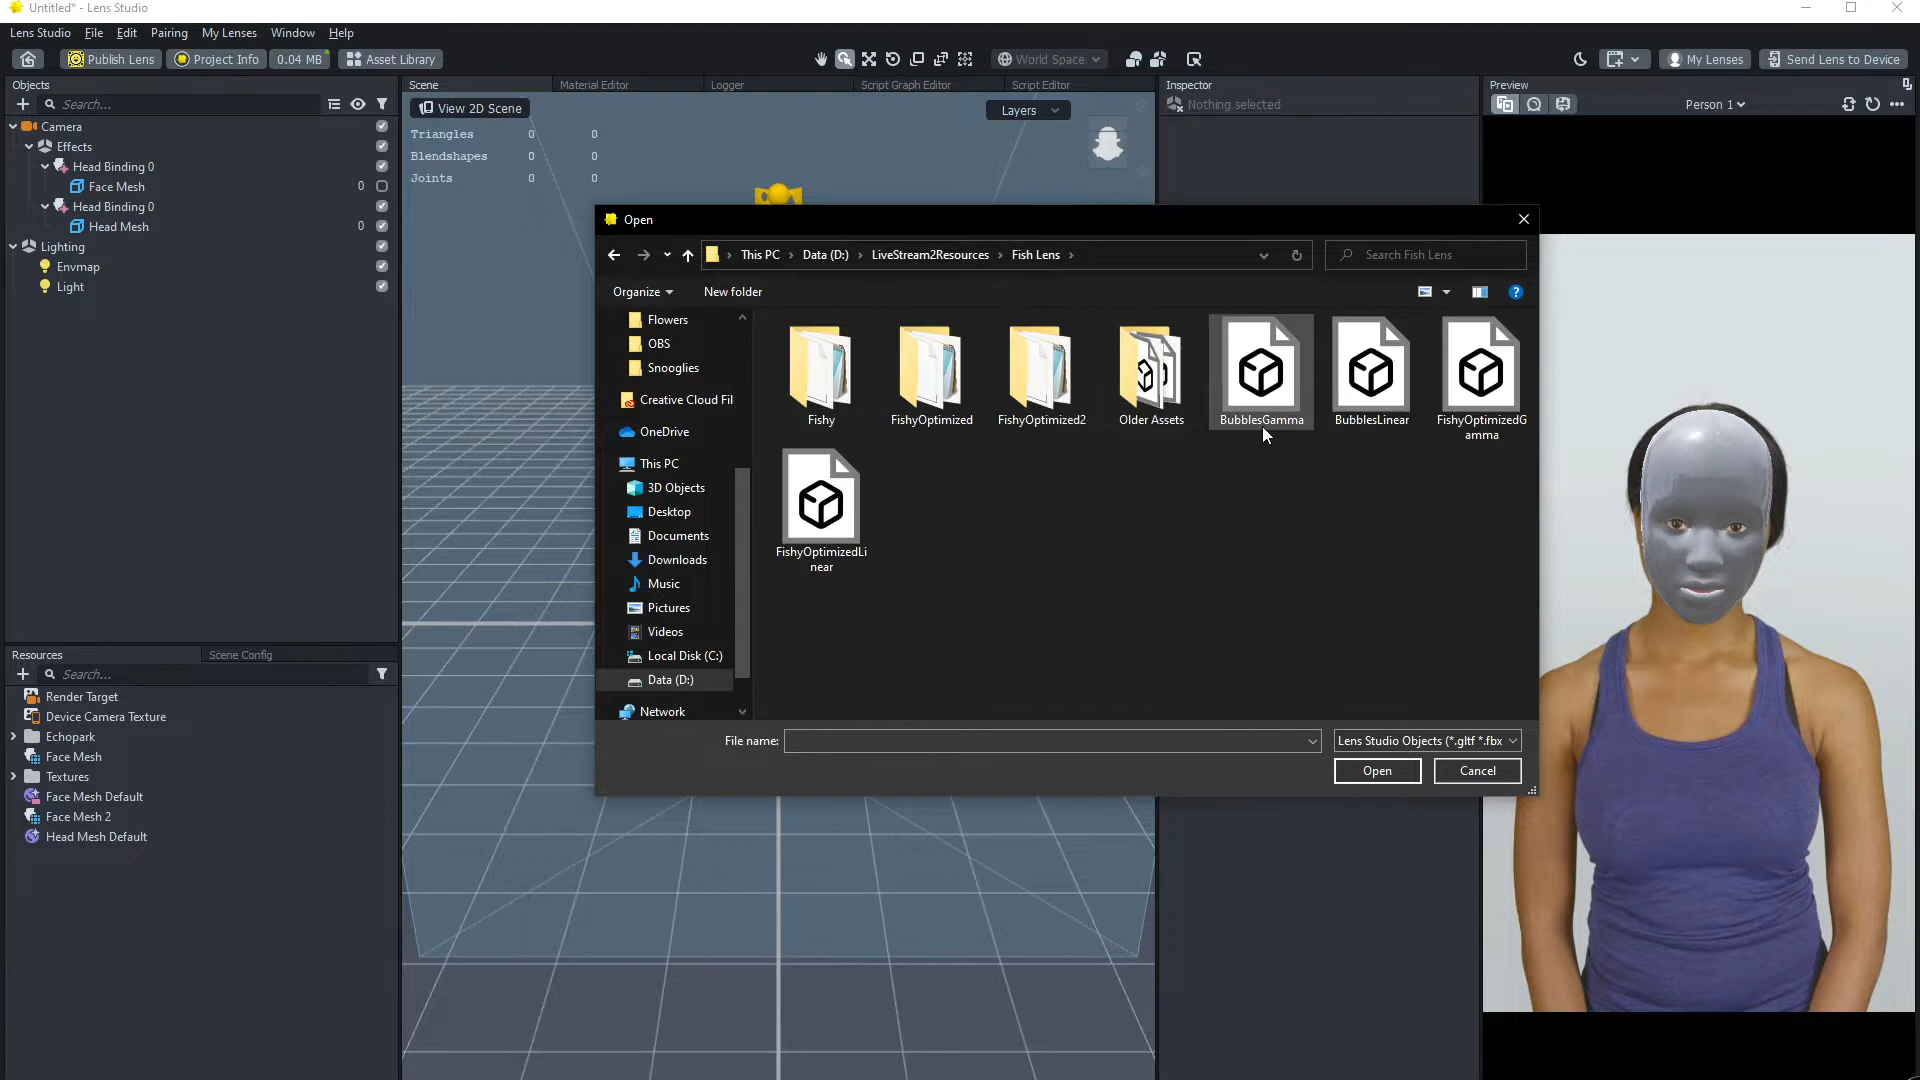 Untitled* - Lens Studio
Lens Studio File Edit Pairing My Lenses Window Help
Publish Lens Project Info 0.04 MB Asset Library World Space My Lenses Send Lens to Device
Objects
Search...
Camera
Effects
Head Binding 0
Face Mesh 0
Head Binding 0
Head Mesh 0
Lighting
Envmap
Light
Resources Scene Config
Search...
Render Target
Device Camera Texture
Echopark
Face Mesh
Textures
Face Mesh Default
Face Mesh 2
Head Mesh Default
Scene Material Editor Logger Script Graph Editor Script Editor
View 2D Scene
Layers
Triangles 0 0
Blendshapes 0 0
Joints 0 0
Inspector
Nothing selected
Preview
Person 1
Open
This PC › Data (D:) › LiveStream2Resources › Fish Lens ›
Search Fish Lens
Organize New folder
Flowers
OBS
Snooglies
Creative Cloud Fil
OneDrive
This PC
3D Objects
Desktop
Documents
Downloads
Music
Pictures
Videos
Local Disk (C:)
Data (D:)
Network
Fishy
FishyOptimized
FishyOptimized2
Older Assets
BubblesGamma
BubblesLinear
FishyOptimizedG
amma
FishyOptimizedLi
near
File name:
Lens Studio Objects (*.gltf *.fbx
Open
Cancel